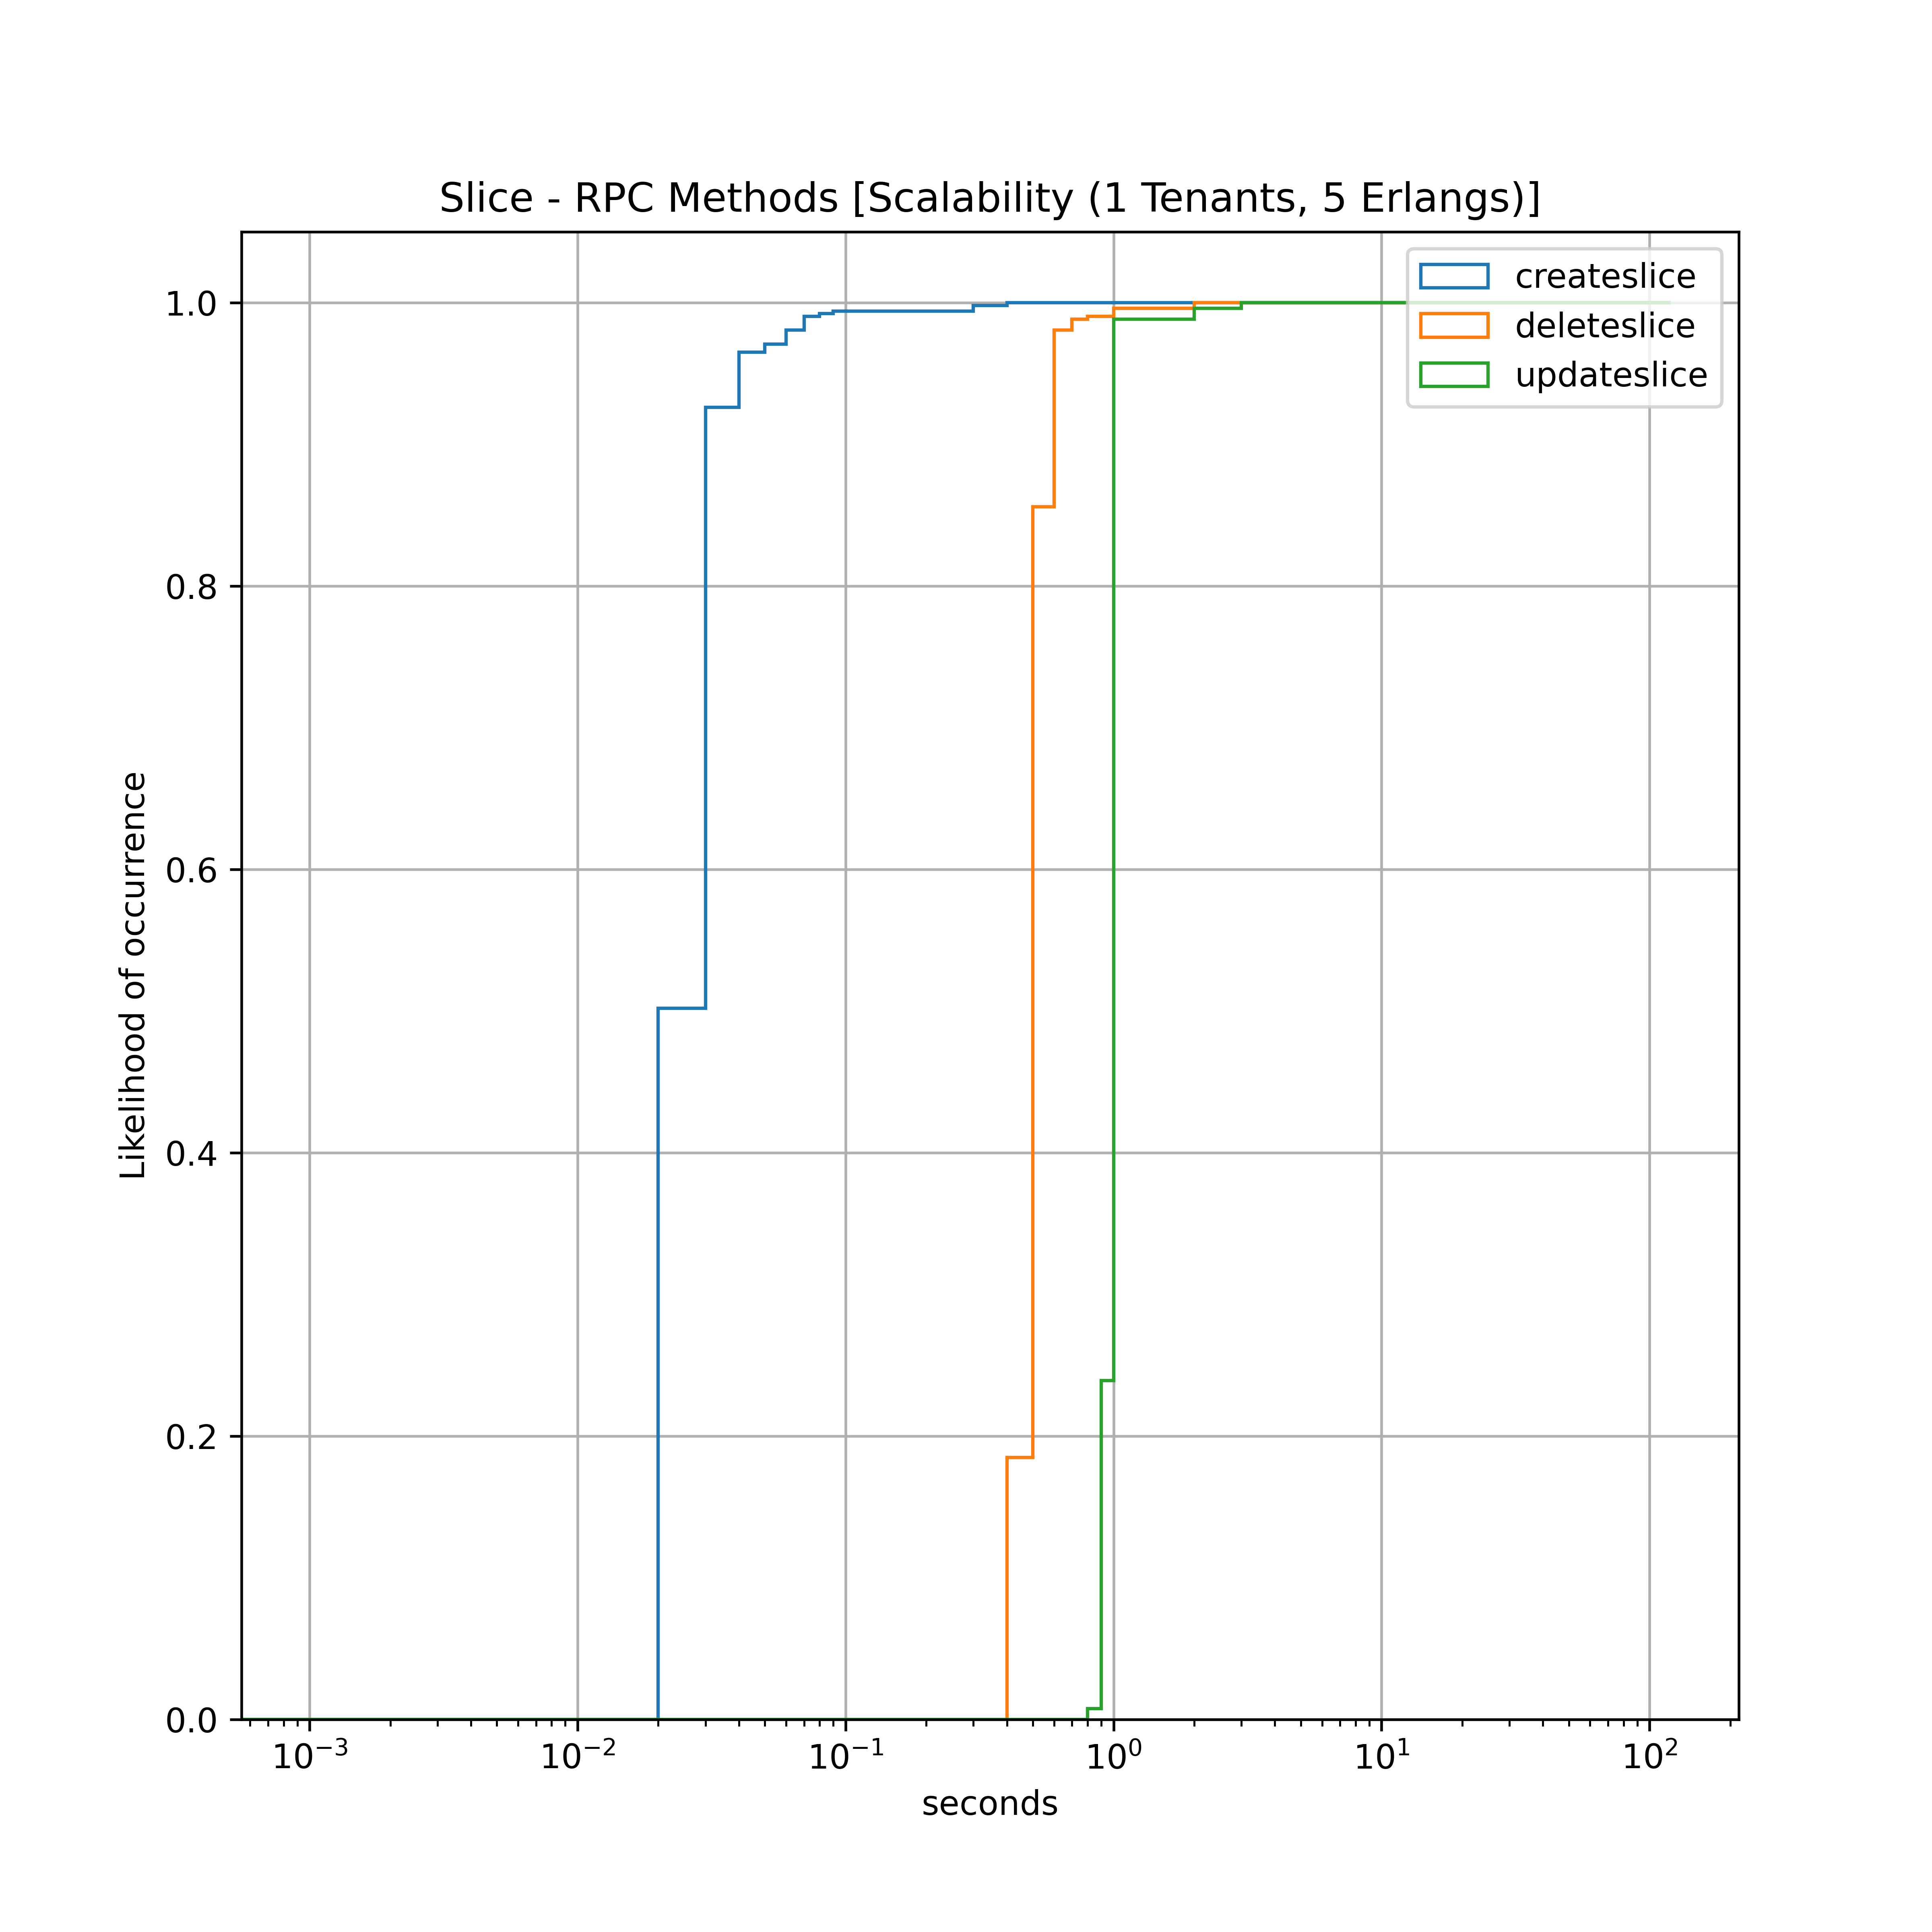 Slice - RPC Methods [Scalability (1 Tenants, 5 Erlangs)]
createslice
deleteslice
updateslice
Likelihood of occurrence
1.0
0.8
0.6
0.4
0.2
0.0
10⁻³ 10⁻² 10⁻¹ 10⁰ 10¹ 10²
seconds